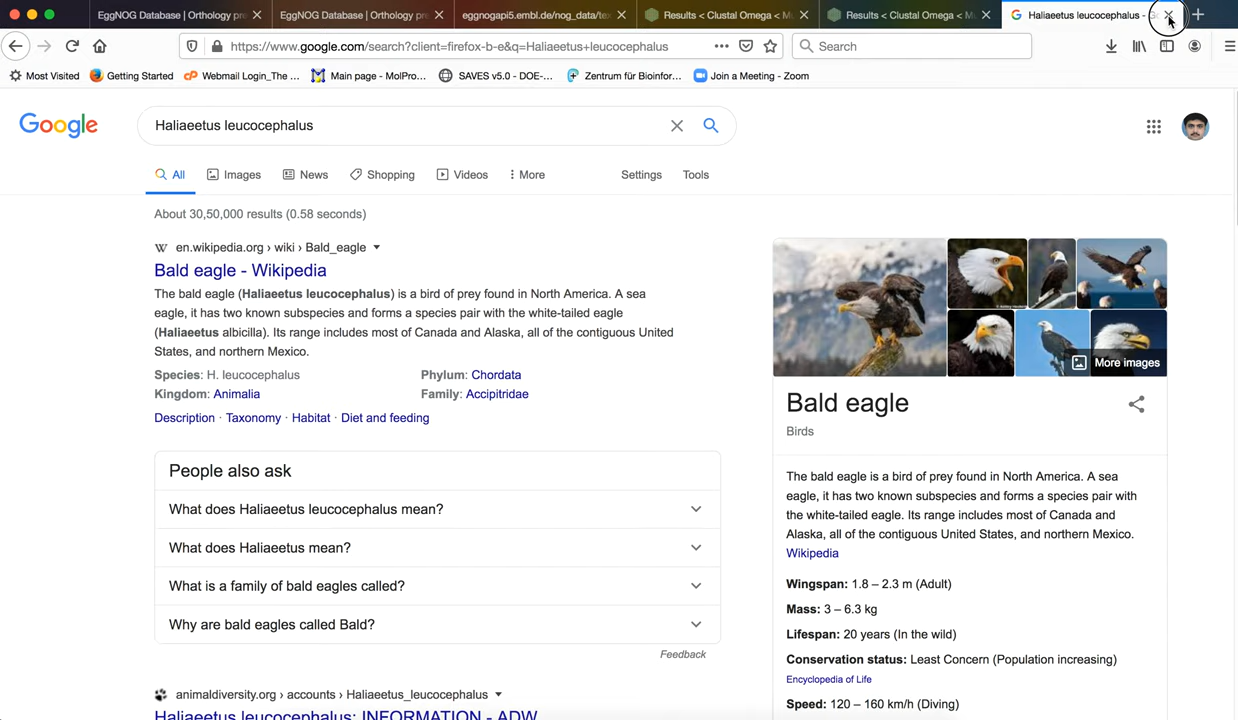 EggNOG Database | Orthology pre
EggNOG Database | Orthology pre
eggnogapi5.embl.de/nog_data/te
Results < Clustal Omega < Mu
Results < Clustal Omega < Mu
Haliaeetus leucocephalus -
https://www.google.com/search?client=firefox-b-e&q=Haliaeetus+leucocephalus
Search
Most Visited
Getting Started
Webmail Login_The ...
Main page - MolPro...
SAVES v5.0 - DOE-...
Zentrum für Bioinfor...
Join a Meeting - Zoom
Google
Haliaeetus leucocephalus
All
Images
News
Shopping
Videos
More
Settings
Tools
About 30,50,000 results (0.58 seconds)
W en.wikipedia.org › wiki › Bald_eagle
Bald eagle - Wikipedia
The bald eagle (Haliaeetus leucocephalus) is a bird of prey found in North America. A sea
eagle, it has two known subspecies and forms a species pair with the white-tailed eagle
(Haliaeetus albicilla). Its range includes most of Canada and Alaska, all of the contiguous United
States, and northern Mexico.
Species: H. leucocephalus
Phylum: Chordata
Kingdom: Animalia
Family: Accipitridae
Description · Taxonomy · Habitat · Diet and feeding
People also ask
What does Haliaeetus leucocephalus mean?
What does Haliaeetus mean?
What is a family of bald eagles called?
Why are bald eagles called Bald?
Feedback
animaldiversity.org › accounts › Haliaeetus_leucocephalus
Haliaeetus leucocephalus: INFORMATION - ADW
More images
Bald eagle
Birds
The bald eagle is a bird of prey found in North America. A sea
eagle, it has two known subspecies and forms a species pair with
the white-tailed eagle. Its range includes most of Canada and
Alaska, all of the contiguous United States, and northern Mexico.
Wikipedia
Wingspan: 1.8 – 2.3 m (Adult)
Mass: 3 – 6.3 kg
Lifespan: 20 years (In the wild)
Conservation status: Least Concern (Population increasing)
Encyclopedia of Life
Speed: 120 – 160 km/h (Diving)